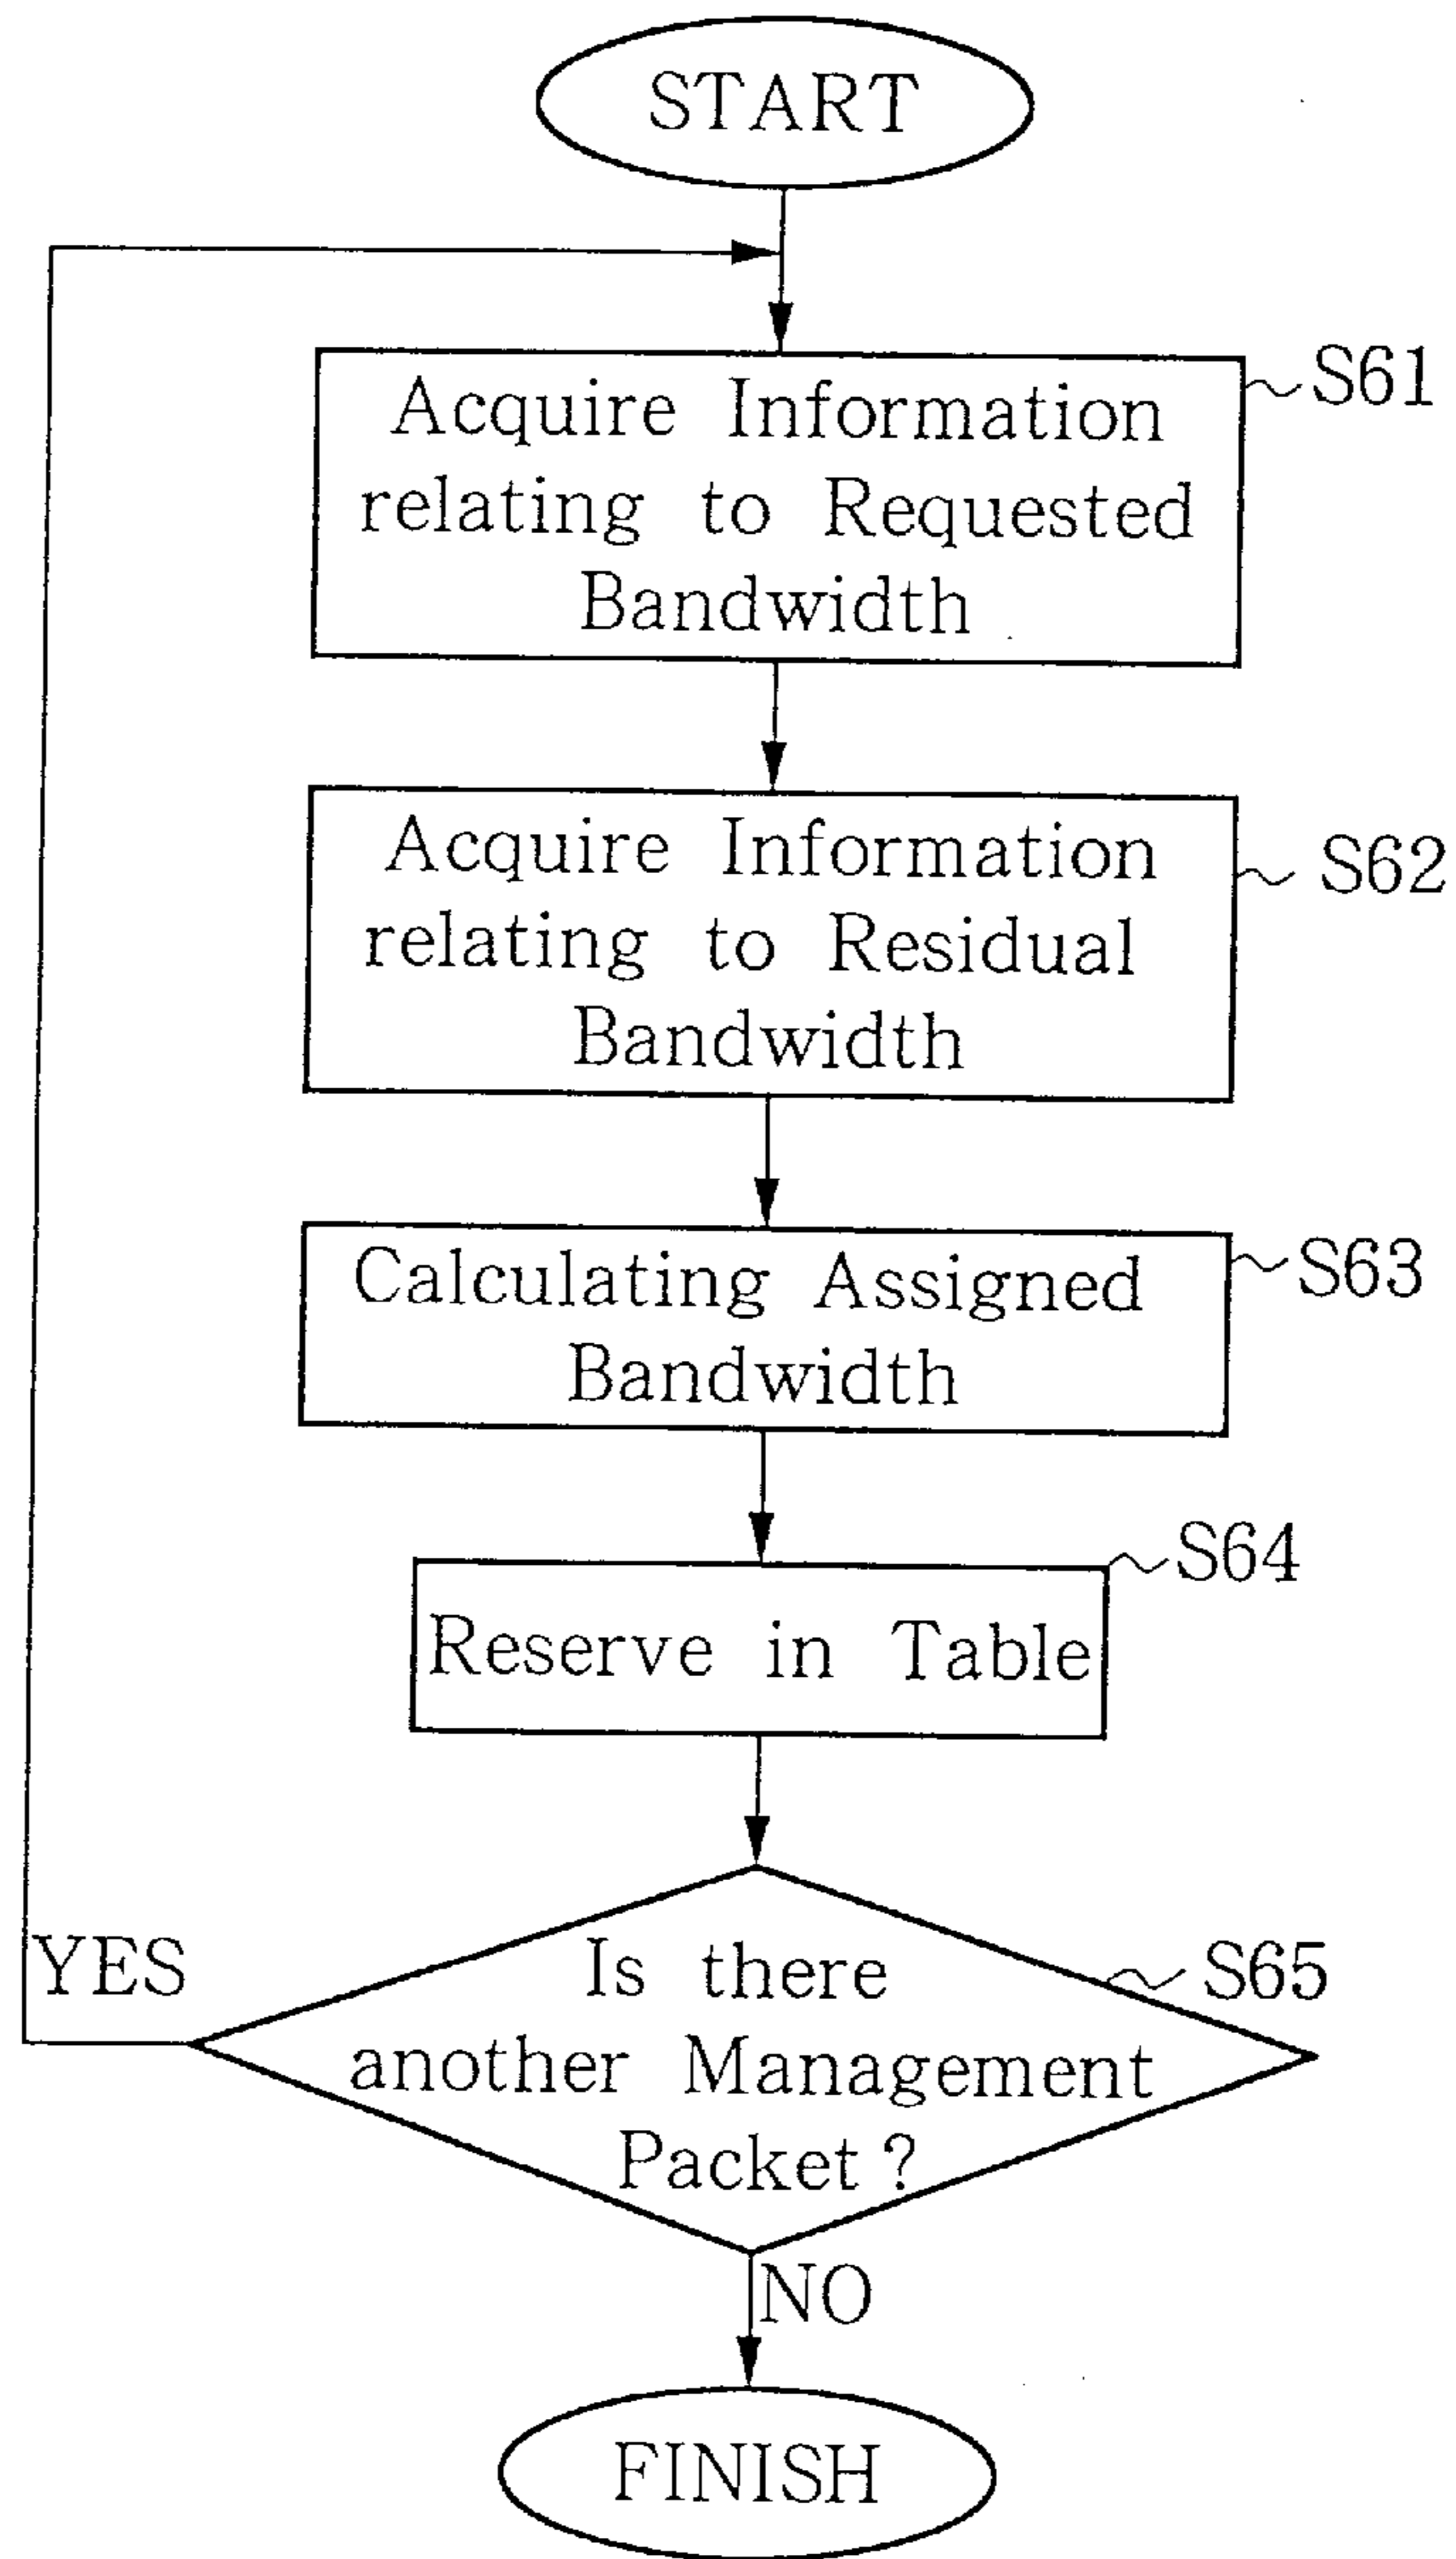 START
Acquire Information
relating to Requested
Bandwidth
S61
Acquire Information
relating to Residual
Bandwidth
S62
Calculating Assigned
Bandwidth
S63
Reserve in Table
S64
Is there
another Management
Packet?
S65
YES
NO
FINISH